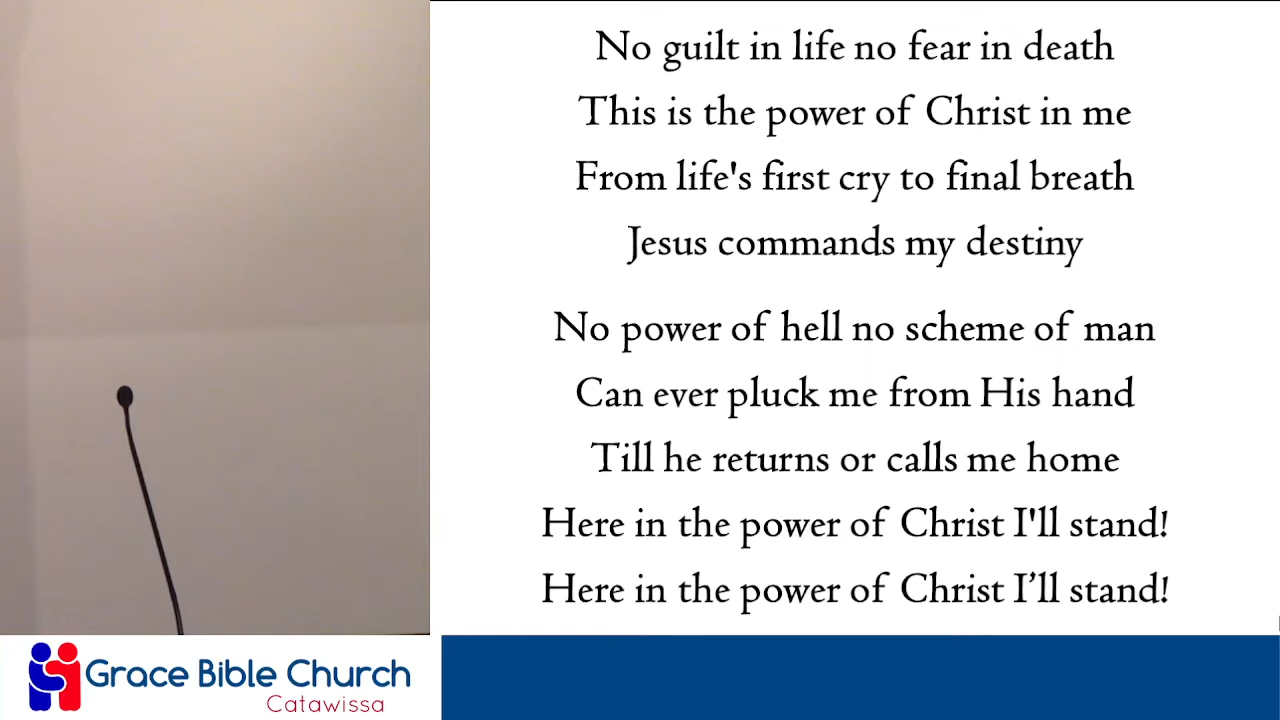 No guilt in life no fear in death
This is the power of Christ in me
From life's first cry to final breath
Jesus commands my destiny
No power of hell no scheme of man
Can ever pluck me from His hand
Till he returns or calls me home
Here in the power of Christ I'll stand!
Here in the power of Christ I’ll stand!
Grace Bible Church
Catawissa